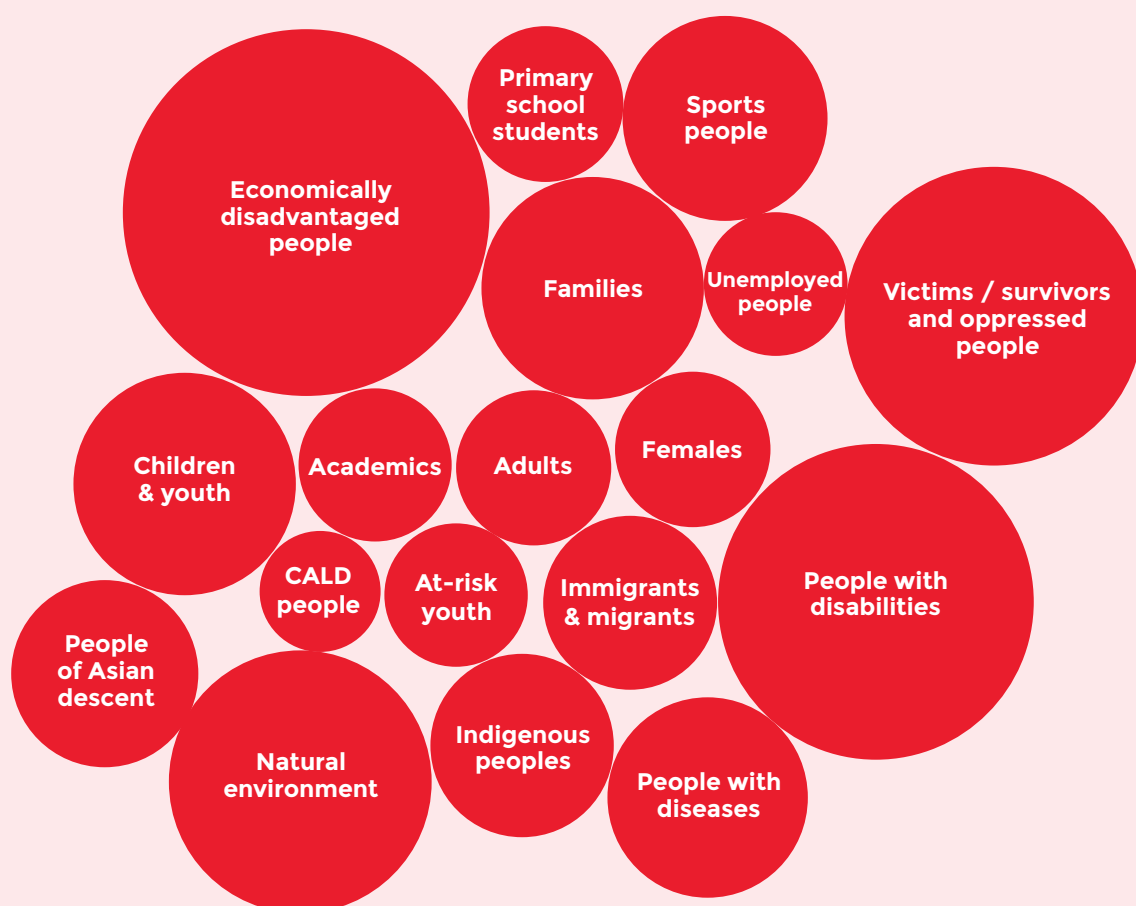 Primary
school
students
Sports
people
Economically
disadvantaged
people
Families
Unemployed
people
Victims / survivors
and oppressed
people
Children
& youth
Academics
Adults
Females
CALD
people
At-risk
youth
Immigrants
& migrants
People with
disabilities
People
of Asian
descent
Natural
environment
Indigenous
peoples
People with
diseases